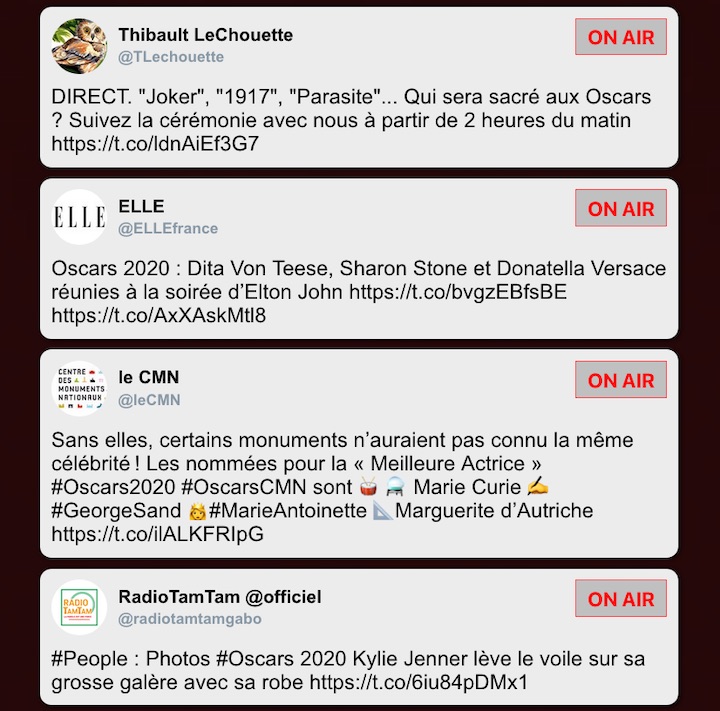 Thibault LeChouette
ON AIR
@TLechouette
DIRECT. "Joker", "1917", "Parasite"... Qui sera sacré aux Oscars
? Suivez la cérémonie avec nous à partir de 2 heures du matin
https://t.co/ldnAiEf3G7
ELLE
ELLE
ON AIR
@ELLEfrance
Oscars 2020 : Dita Von Teese, Sharon Stone et Donatella Versace
réunies à la soirée d’Elton John https://t.co/bvgzEBfsBE
https://t.co/AxXAskMtI8
CENTRE
DES
MONUMENTS
NATIONAUX
le CMN
ON AIR
@leCMN
Sans elles, certains monuments n’auraient pas connu la même
célébrité ! Les nommées pour la « Meilleure Actrice »
#Oscars2020 #OscarsCMN sont 🥁 🔮 Marie Curie ✍️
#GeorgeSand 👸 #MarieAntoinette 📐 Marguerite d’Autriche
https://t.co/ilALKFRIpG
RADIO
TAMTAM
RadioTamTam @officiel
ON AIR
@radiotamtamgabo
#People : Photos #Oscars 2020 Kylie Jenner lève le voile sur sa
grosse galère avec sa robe https://t.co/6iu84pDMx1